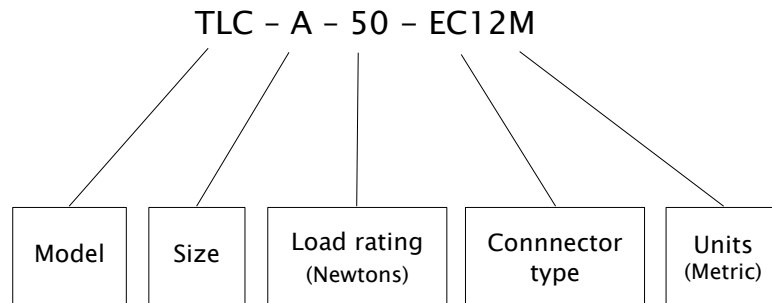 TLC – A – 50 – EC12M
Model
Size
Load rating
(Newtons)
Connnector
type
Units
(Metric)